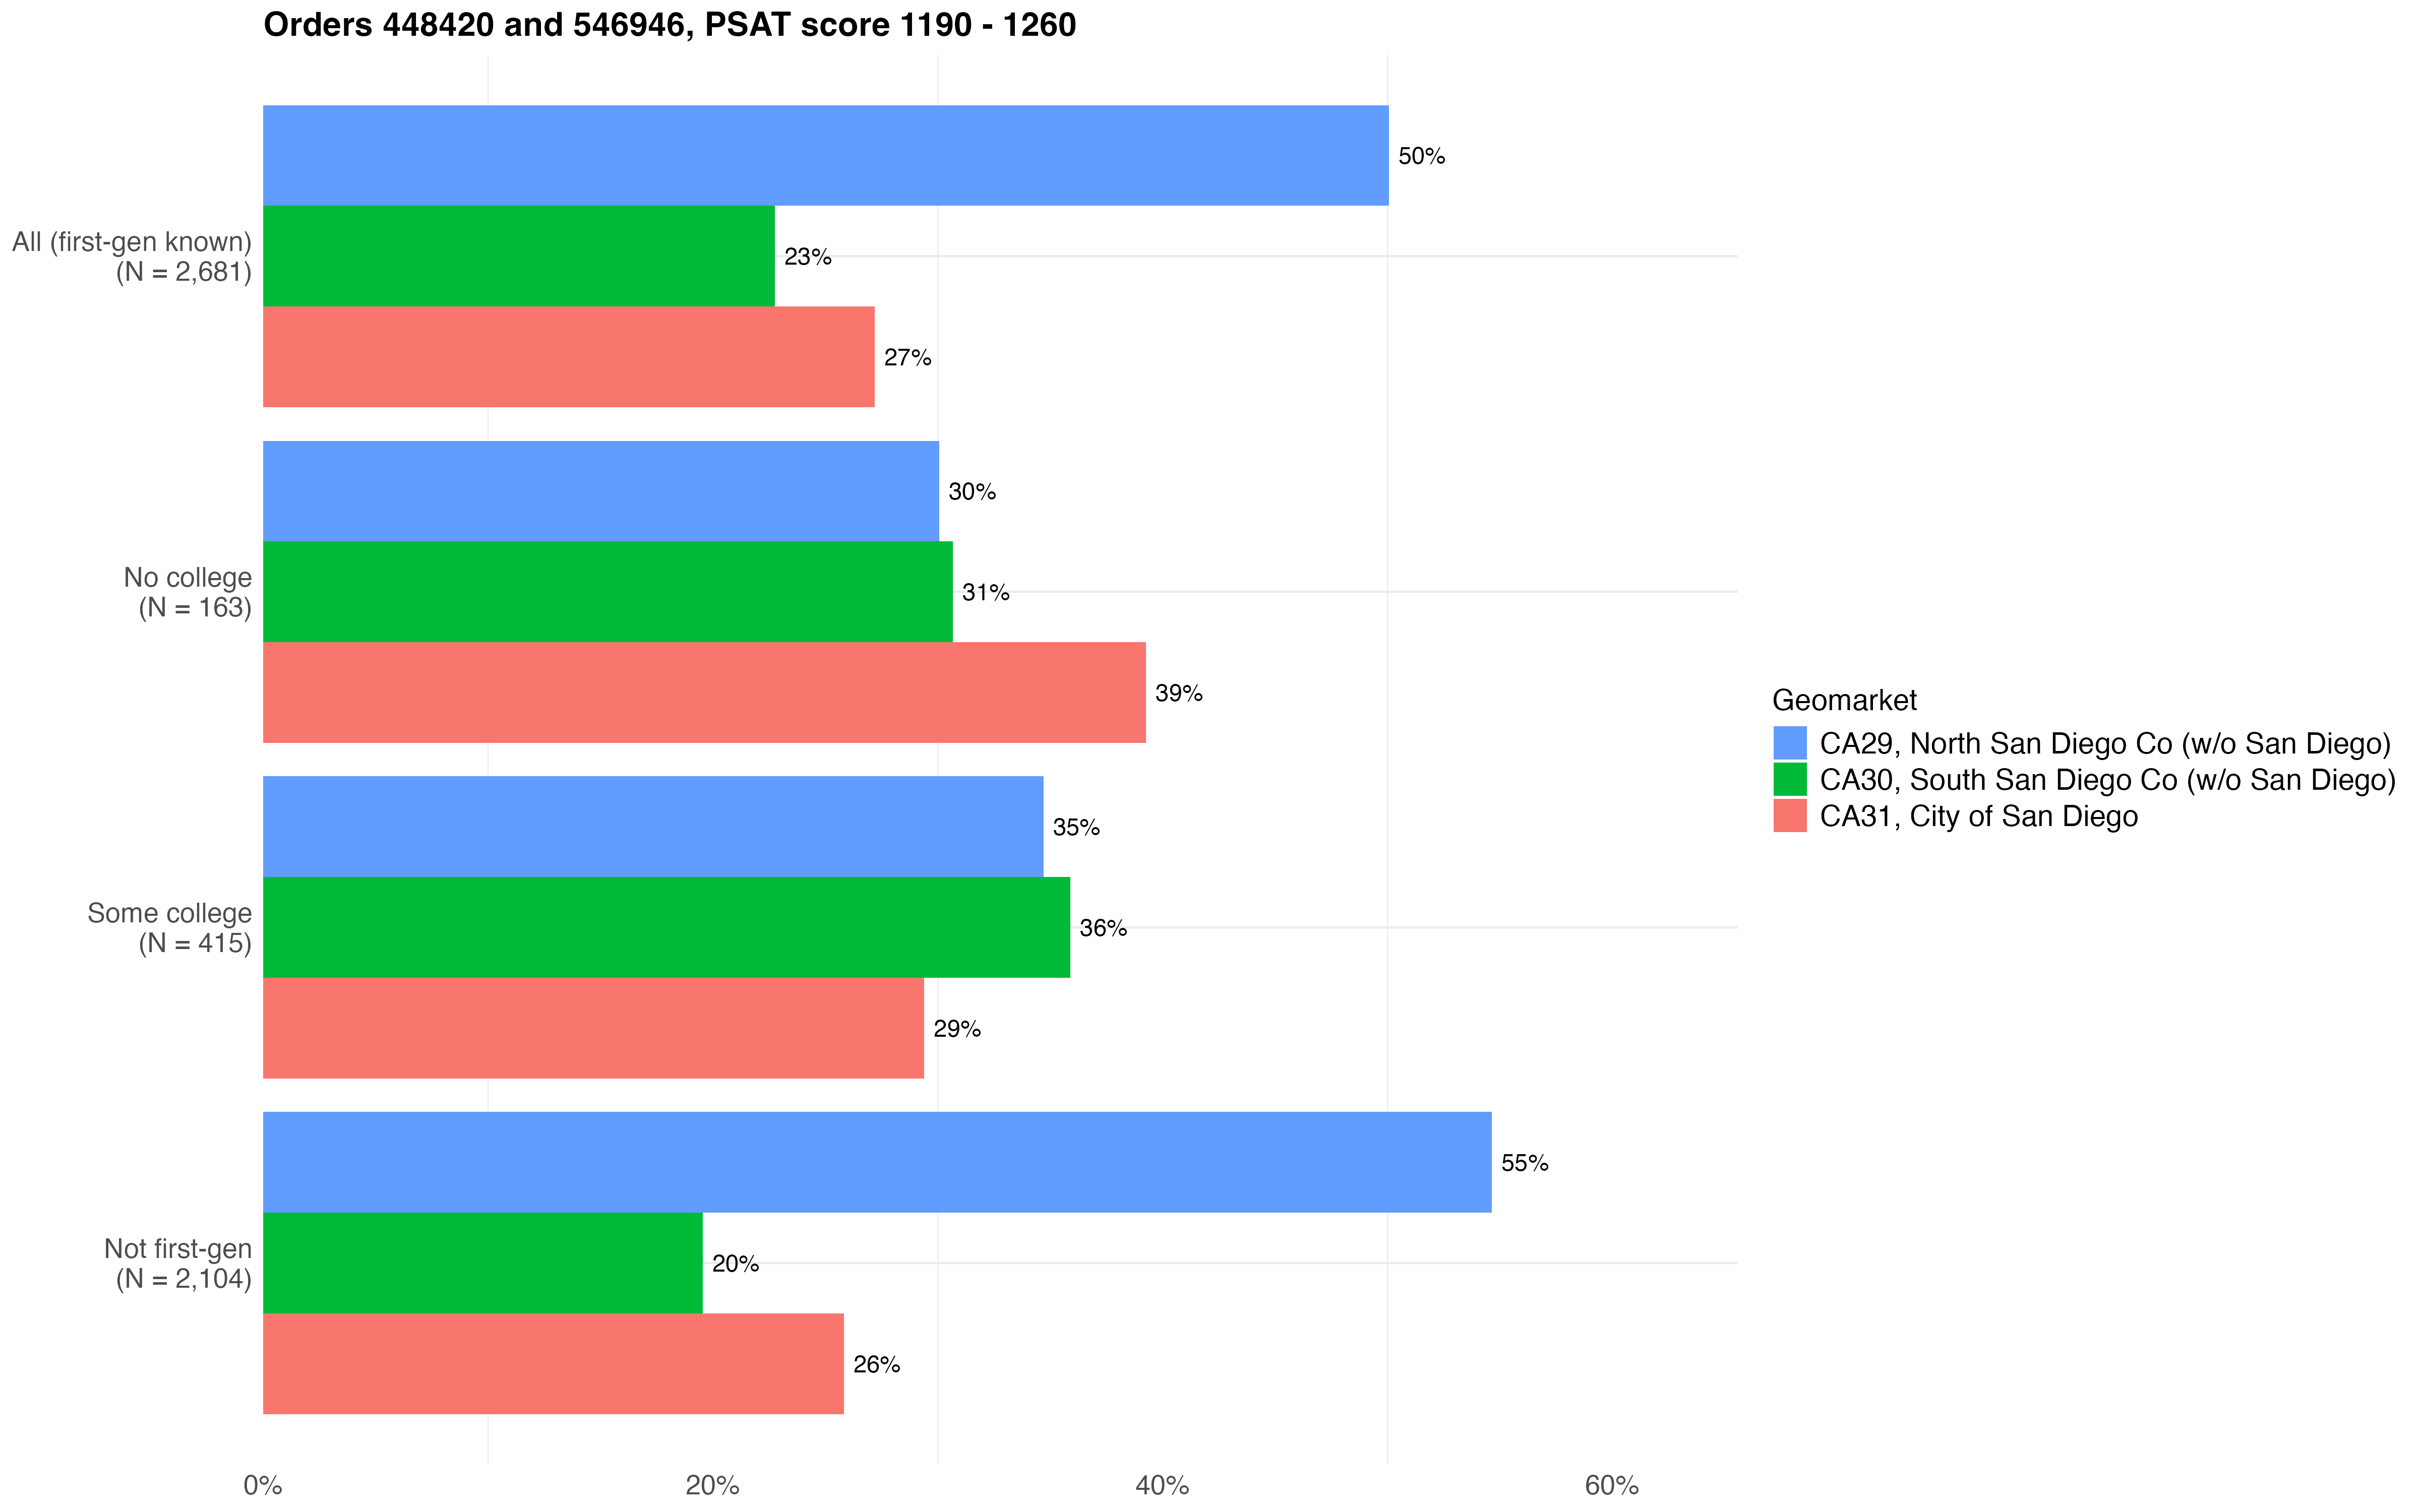 Orders 448420 and 546946, PSAT score 1190 - 1260
All (first-gen known)
(N = 2,681)
50%
23%
27%
No college
(N = 163)
30%
31%
39%
Some college
(N = 415)
35%
36%
29%
Not first-gen
(N = 2,104)
55%
20%
26%
0%
20%
40%
60%
Geomarket
CA29, North San Diego Co (w/o San Diego)
CA30, South San Diego Co (w/o San Diego)
CA31, City of San Diego